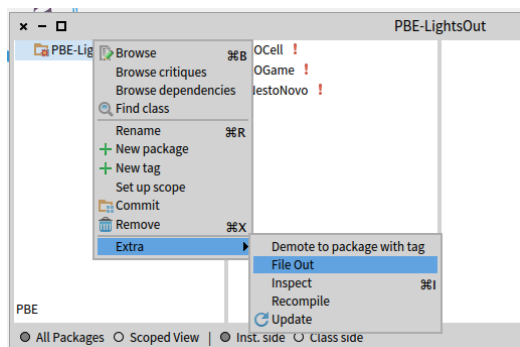 PBE-LightsOut
PBE-Lig
Browse ⌘B
OCell !
Browse critiques
OGame !
Browse dependencies
NestoNovo !
Find class
Rename ⌘R
New package
New tag
Set up scope
Commit
Remove ⌘X
Extra
Demote to package with tag
File Out
Inspect ⌘I
Recompile
Update
PBE
All Packages Scoped View | Inst. side Class side